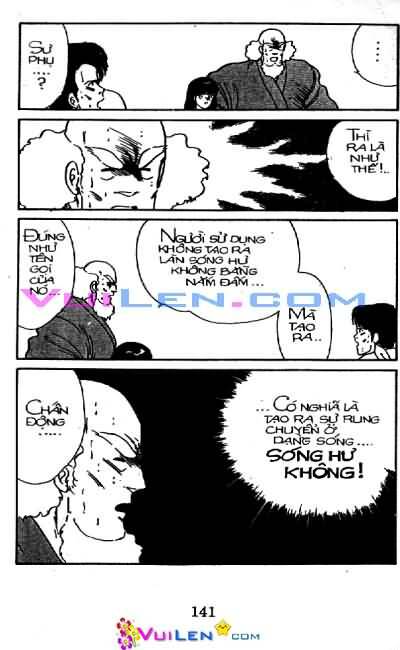 SƯ
PHỤ
....
?
...
THÌ
RA LÀ
NHƯ
THẾ!..
ĐÚNG
NHƯ
TÊN
GỌI
CỦA
NÓ...
NGƯỜI SỬ DỤNG
KHÔNG TẠO RA
LÀN SÓNG HƯ
KHÔNG BẰNG
NẮM ĐẤM...
MÀ
TẠO
RA..
VUILEN.COM
CHẤN
ĐỘNG
.....
...CÓ NGHĨA LÀ
TẠO RA SỰ RUNG
CHUYỂN Ở
DẠNG SÓNG....
SÓNG HƯ
KHÔNG!
141
VUILEN.COM